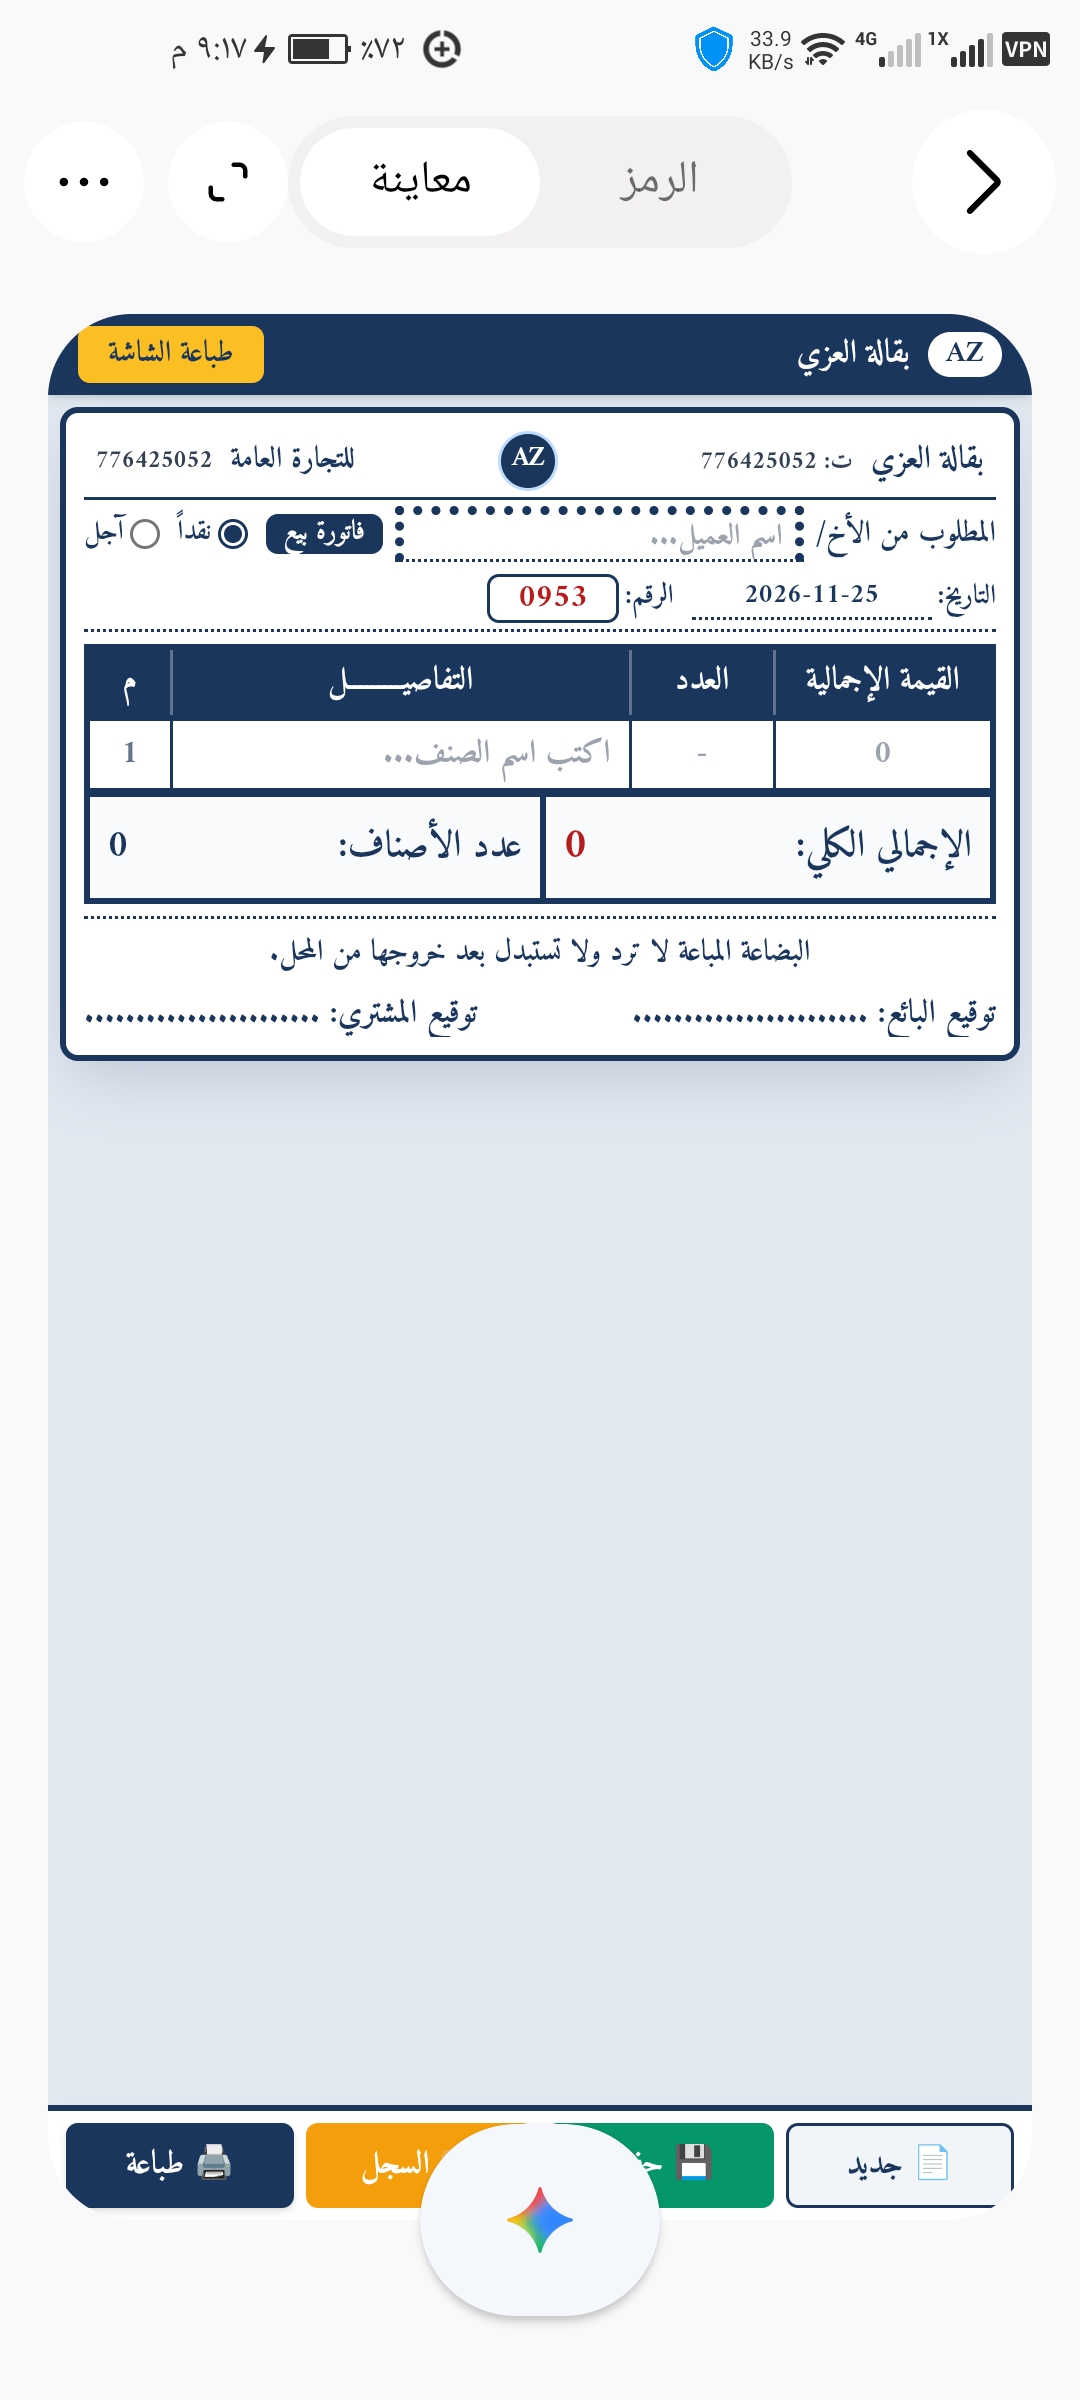 ٩:١٧ م ٧٢٪ 33.9 KB/s 4G 1X VPN
معاينة الرمز
AZ بقالة العزي طباعة الشاشة
بقالة العزي ت: 776425052 AZ للتجارة العامة 776425052
المطلوب من الأخ/ اسم العميل... فاتورة بيع نقداً آجل
التاريخ: 2026-11-25 الرقم: 0953
القيمة الإجمالية العدد التفاصيـــــــل م
0 - اكتب اسم الصنف... 1
الإجمالي الكلي: 0 عدد الأصناف: 0
البضاعة المباعة لا ترد ولا تستبدل بعد خروجها من المحل.
توقيع البائع: ....................... توقيع المشتري: .......................
جديد السجل طباعة